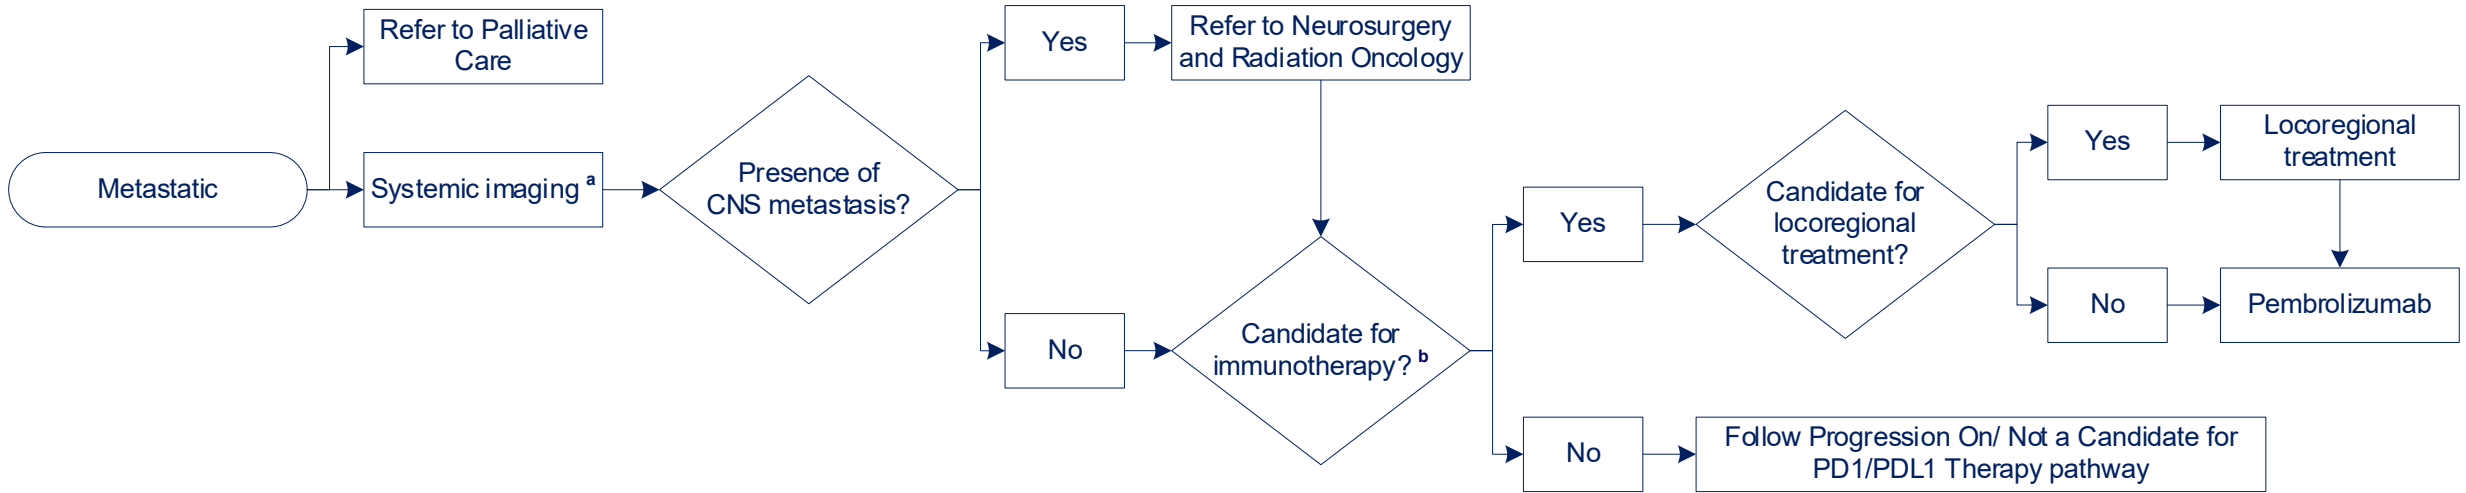 Metastatic
Refer to Palliative
Care
Systemic imaging a
Presence of
CNS metastasis?
Yes
Refer to Neurosurgery
and Radiation Oncology
No
Candidate for
immunotherapy? b
Yes
Candidate for
locoregional
treatment?
Yes
Locoregional
treatment
No
Pembrolizumab
No
Follow Progression On/ Not a Candidate for
PD1/PDL1 Therapy pathway